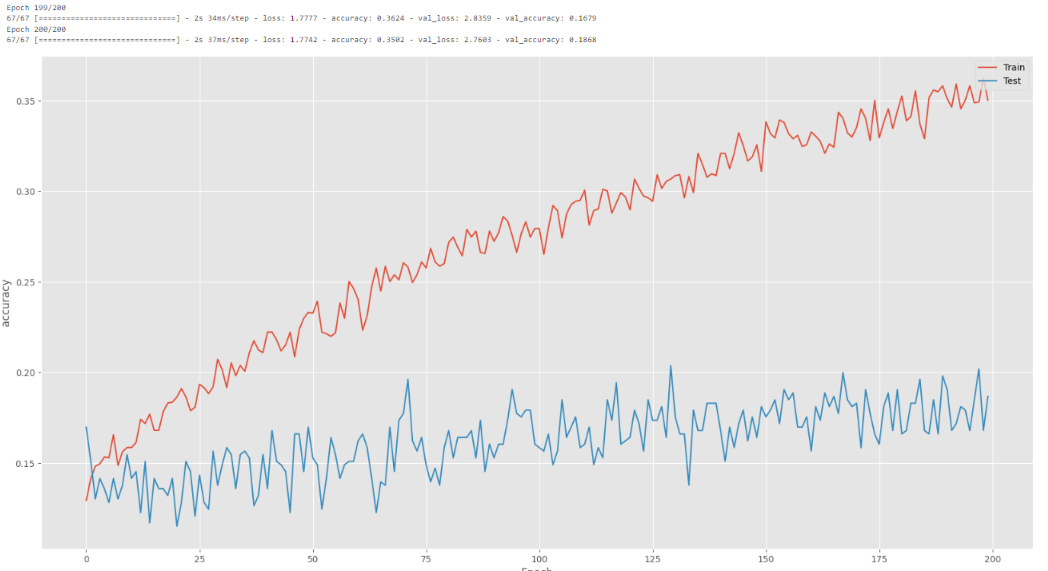 Epoch 199/200
67/67 [==============================] - 2s 34ms/step - loss: 1.7777 - accuracy: 0.3624 - val_loss: 2.8359 - val_accuracy: 0.1679
Epoch 200/200
67/67 [==============================] - 2s 37ms/step - loss: 1.7742 - accuracy: 0.3502 - val_loss: 2.7603 - val_accuracy: 0.1868
Train
Test
0.35
0.30
0.25
0.20
0.15
accuracy
0 25 50 75 100 125 150 175 200
Epoch